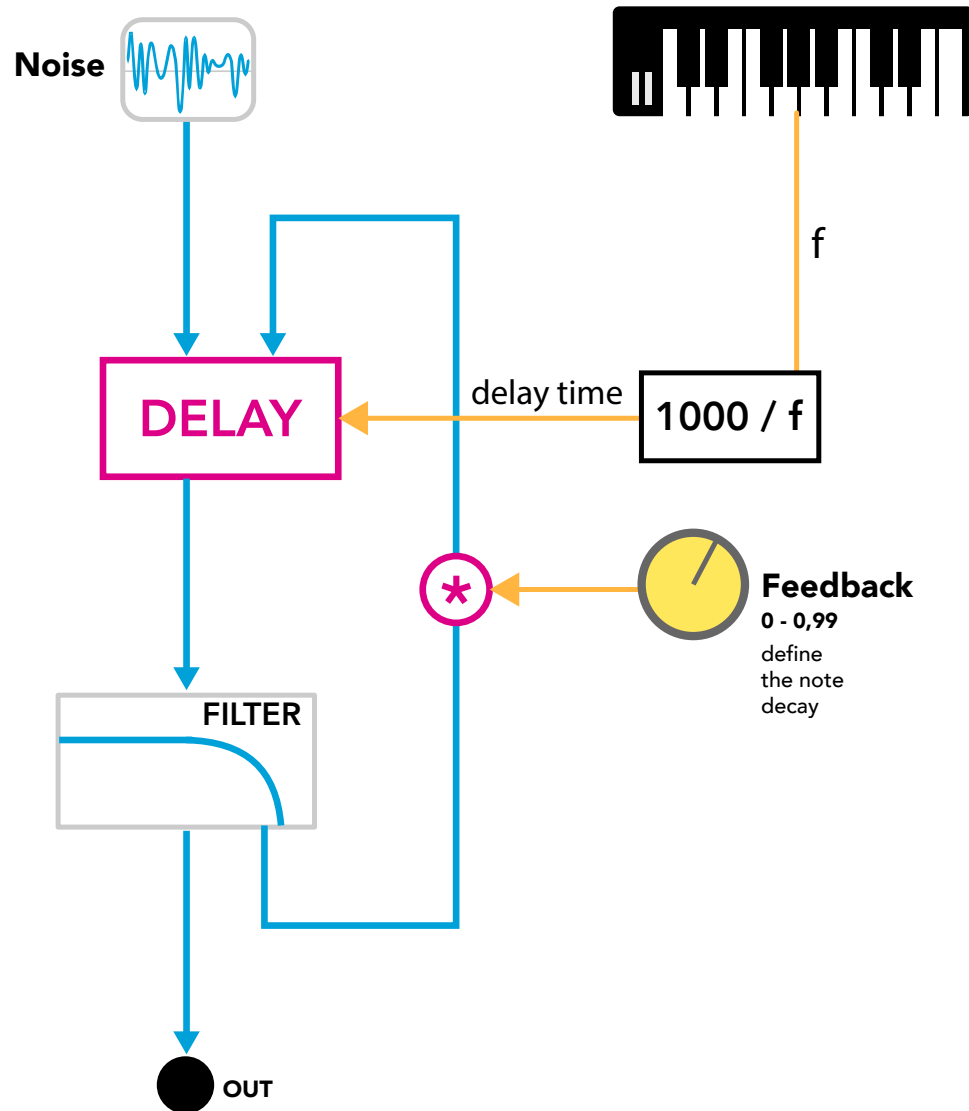 Noise
f
delay time
DELAY
1000 / f
*
Feedback
0 - 0,99
define
the note
decay
FILTER
OUT